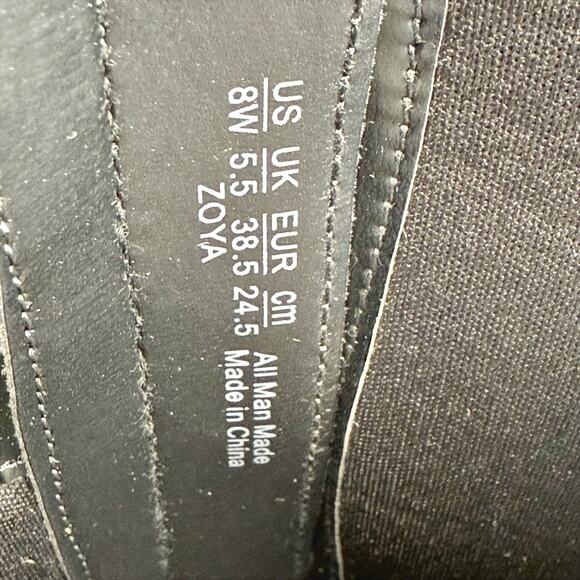 US UK EUR cm
8W 5.5 38.5 24.5
ZOYA
All Man Made
Made in China